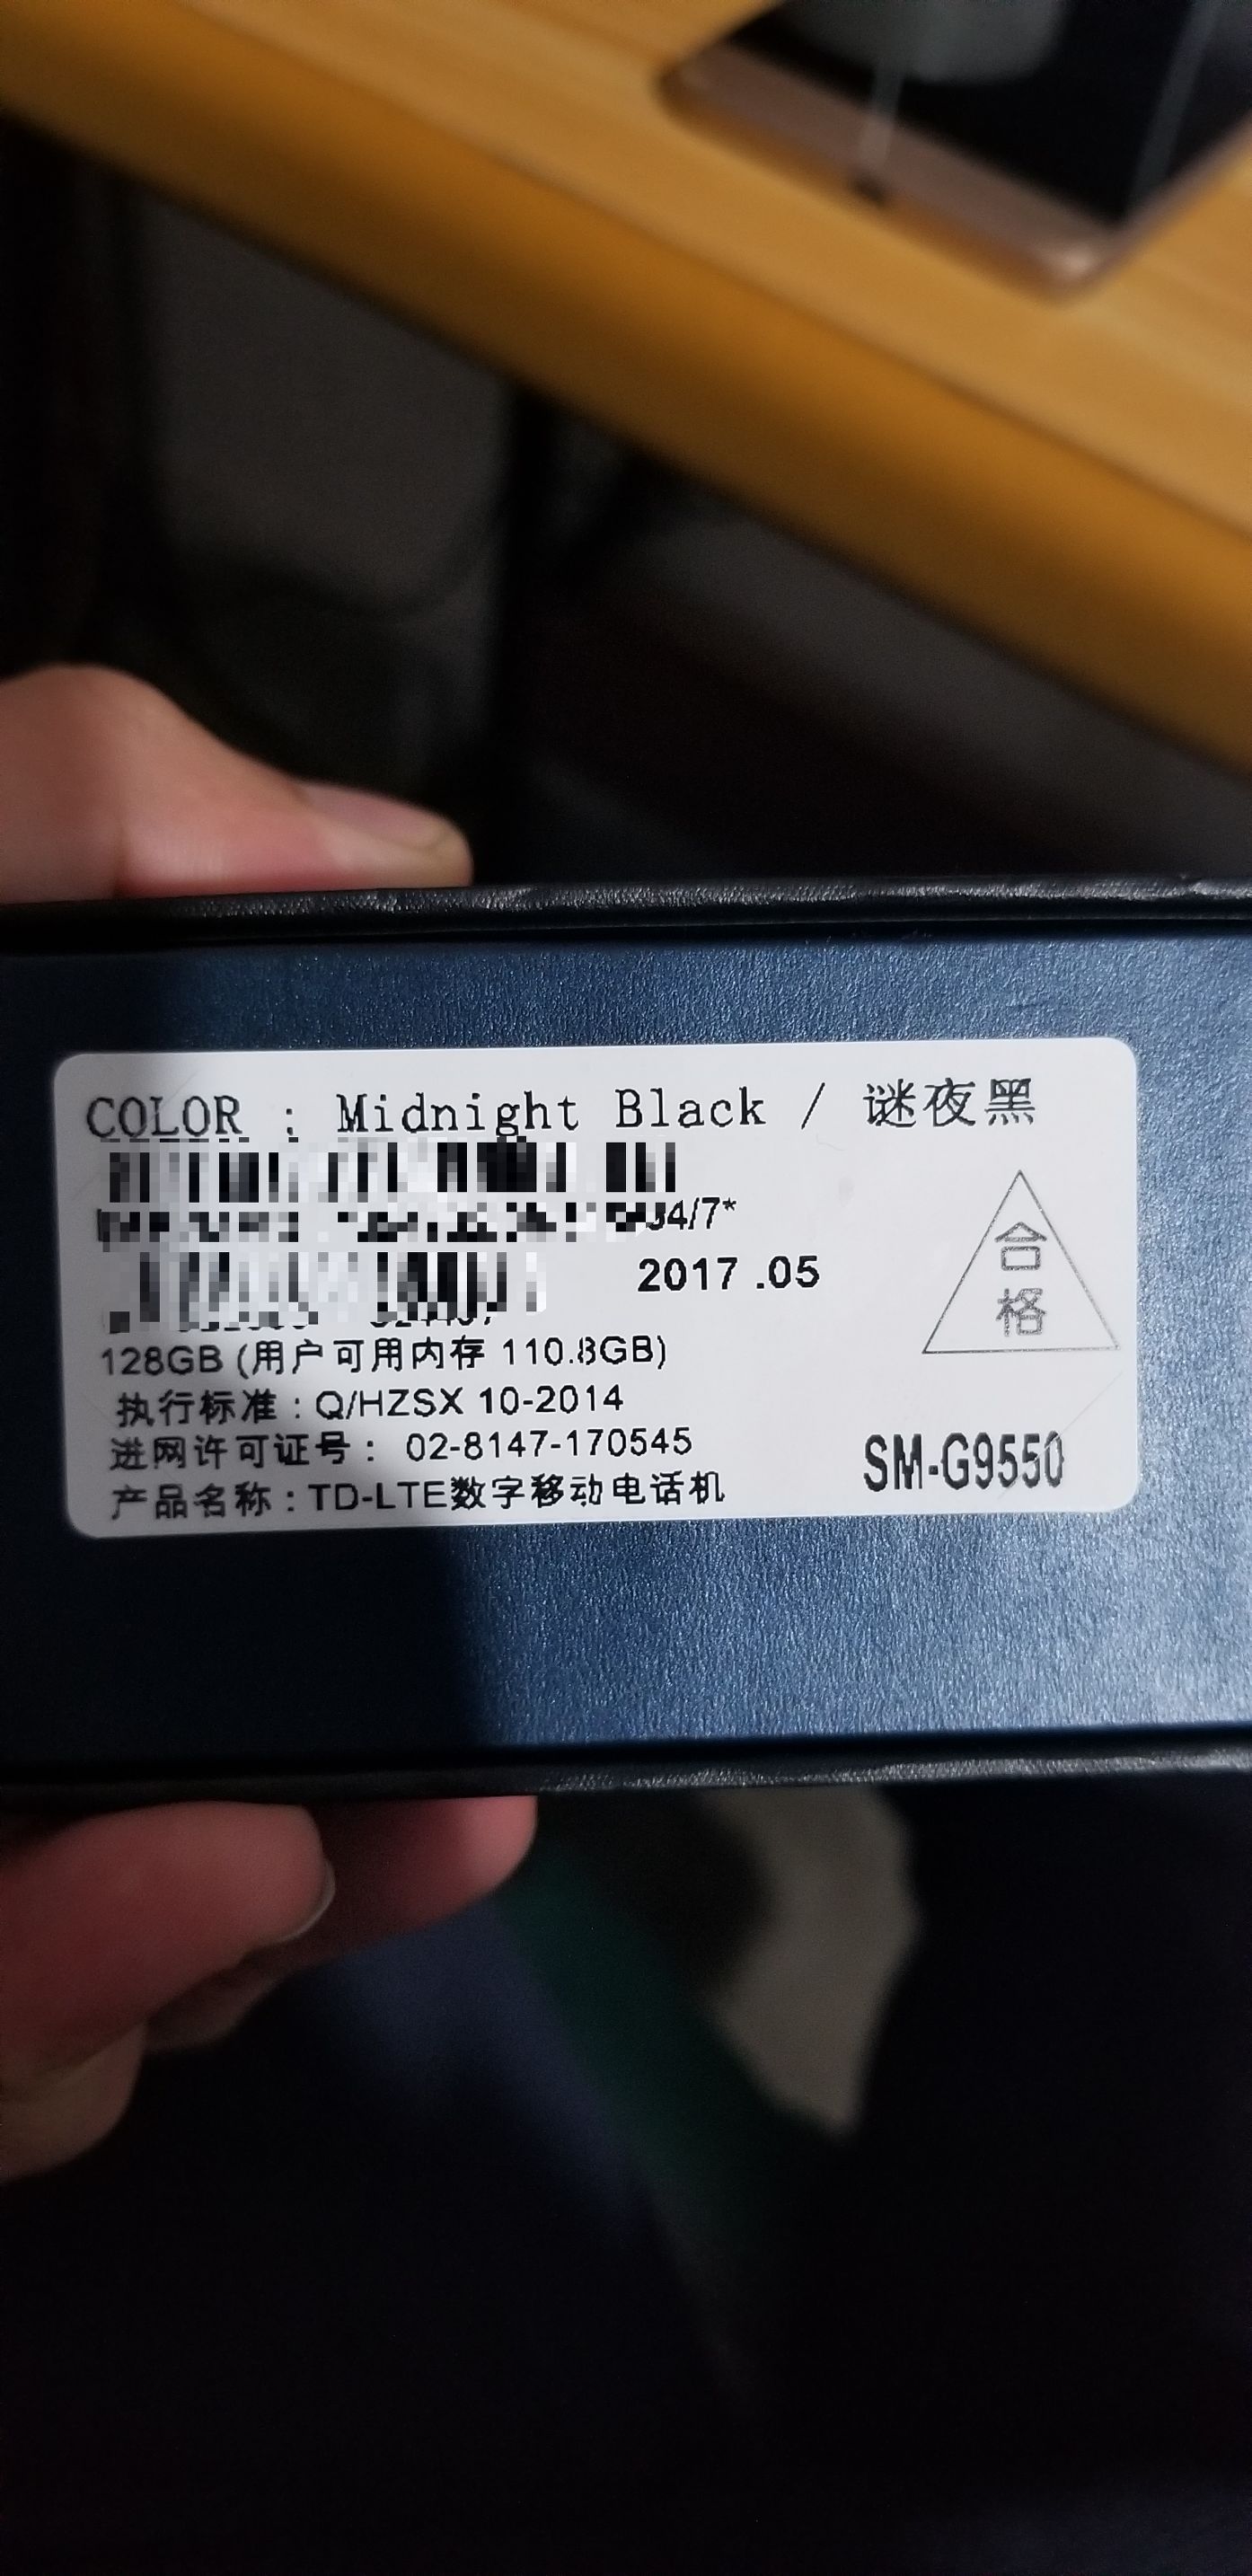 COLOR : Midnight Black / 谜夜黑
4/7*
2017 .05
合
格
128GB (用户可用内存 110.8GB)
执行标准 : Q/HZSX 10-2014
进网许可证号 : 02-8147-170545
SM-G9550
产品名称 : TD-LTE数字移动电话机